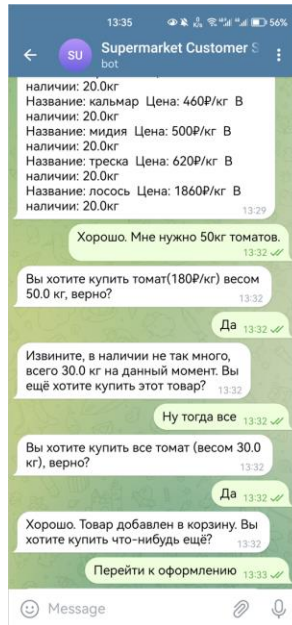 13:35
56%
SU
Supermarket Customer S
bot
наличии: 20.0кг
Название: кальмар Цена: 460₽/кг В
наличии: 20.0кг
Название: мидия Цена: 500₽/кг В
наличии: 20.0кг
Название: треска Цена: 620₽/кг В
наличии: 20.0кг
Название: лосось Цена: 1860₽/кг В
наличии: 20.0кг
13:29
Хорошо. Мне нужно 50кг томатов.
13:32
Вы хотите купить томат(180₽/кг) весом
50.0 кг, верно?
13:32
Да 13:32
Извините, в наличии не так много,
всего 30.0 кг на данный момент. Вы
ещё хотите купить этот товар? 13:32
Ну тогда все 13:32
Вы хотите купить все томат (весом 30.0
кг), верно?
13:32
Да 13:32
Хорошо. Товар добавлен в корзину. Вы
хотите купить что-нибудь ещё? 13:32
Перейти к оформлению 13:33
Message